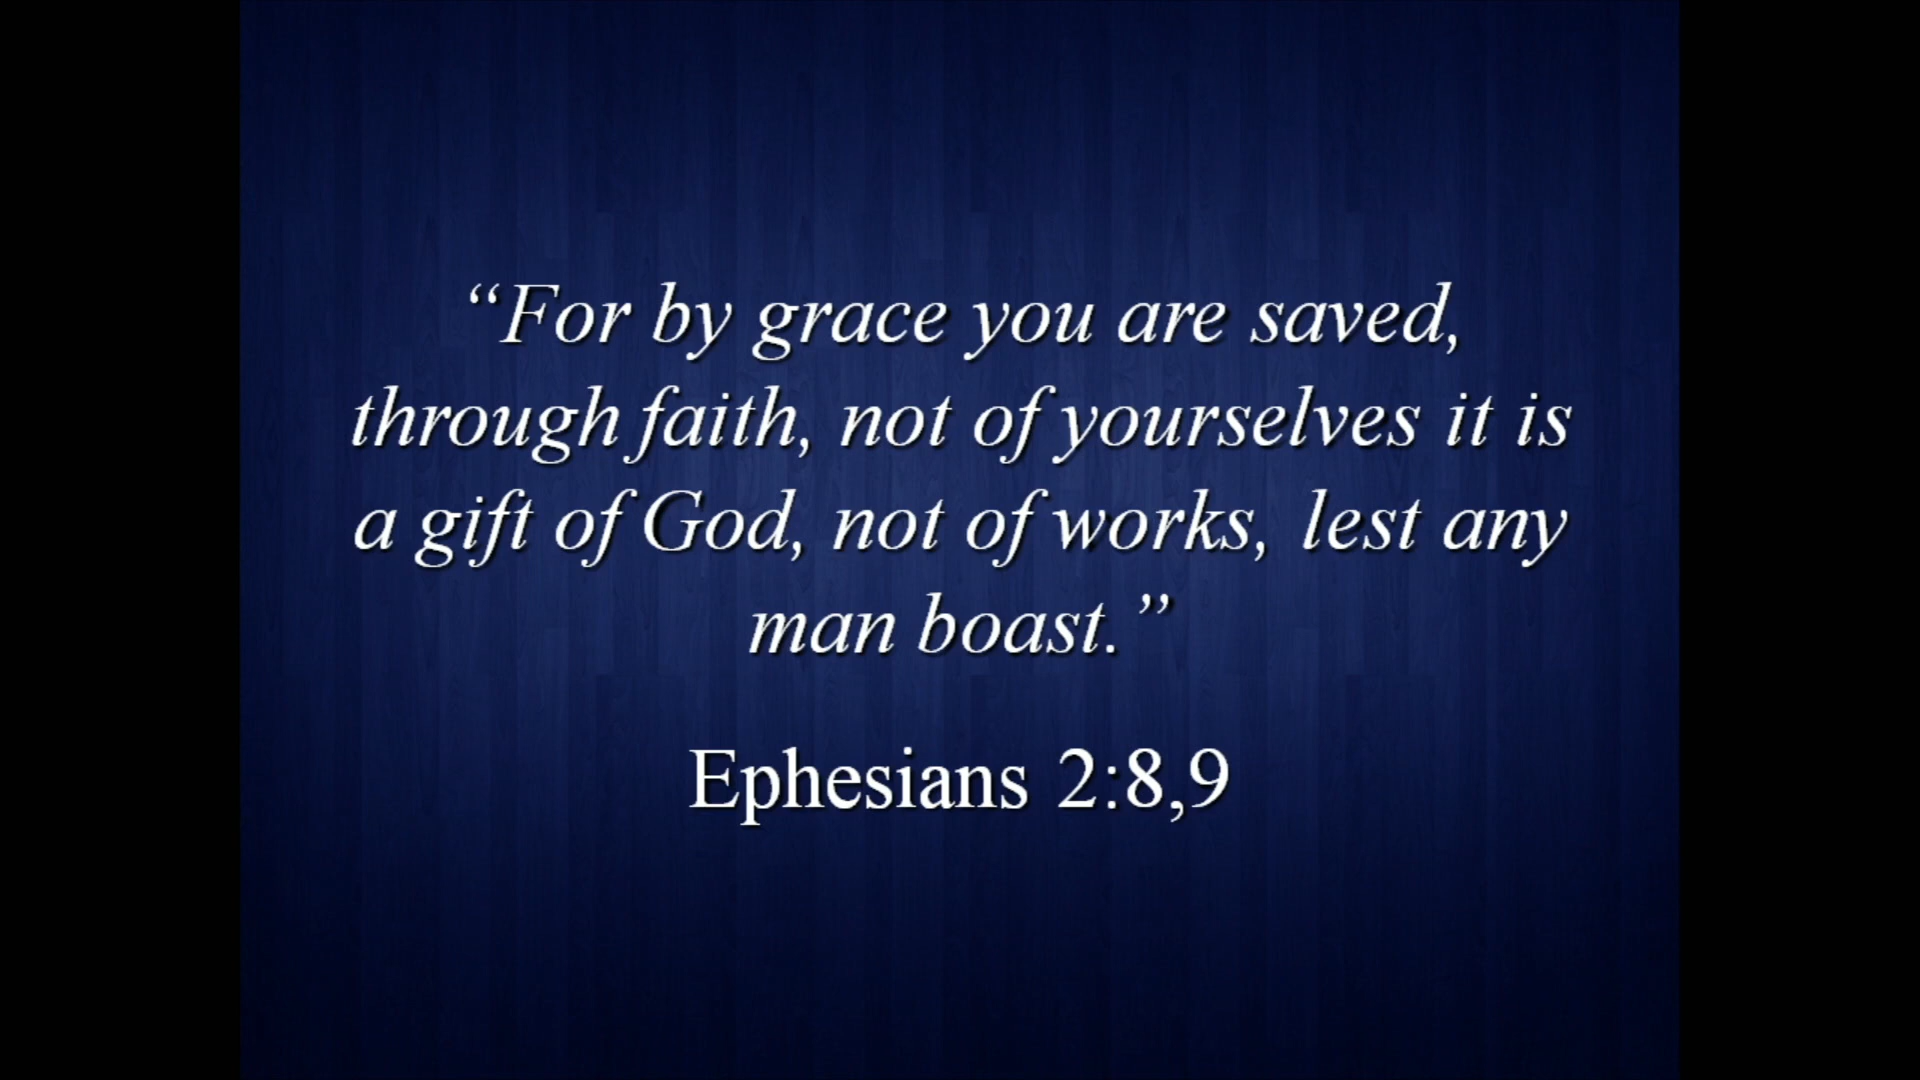 “For by grace you are saved,
through faith, not of yourselves it is
a gift of God, not of works, lest any
man boast.”
Ephesians 2:8,9